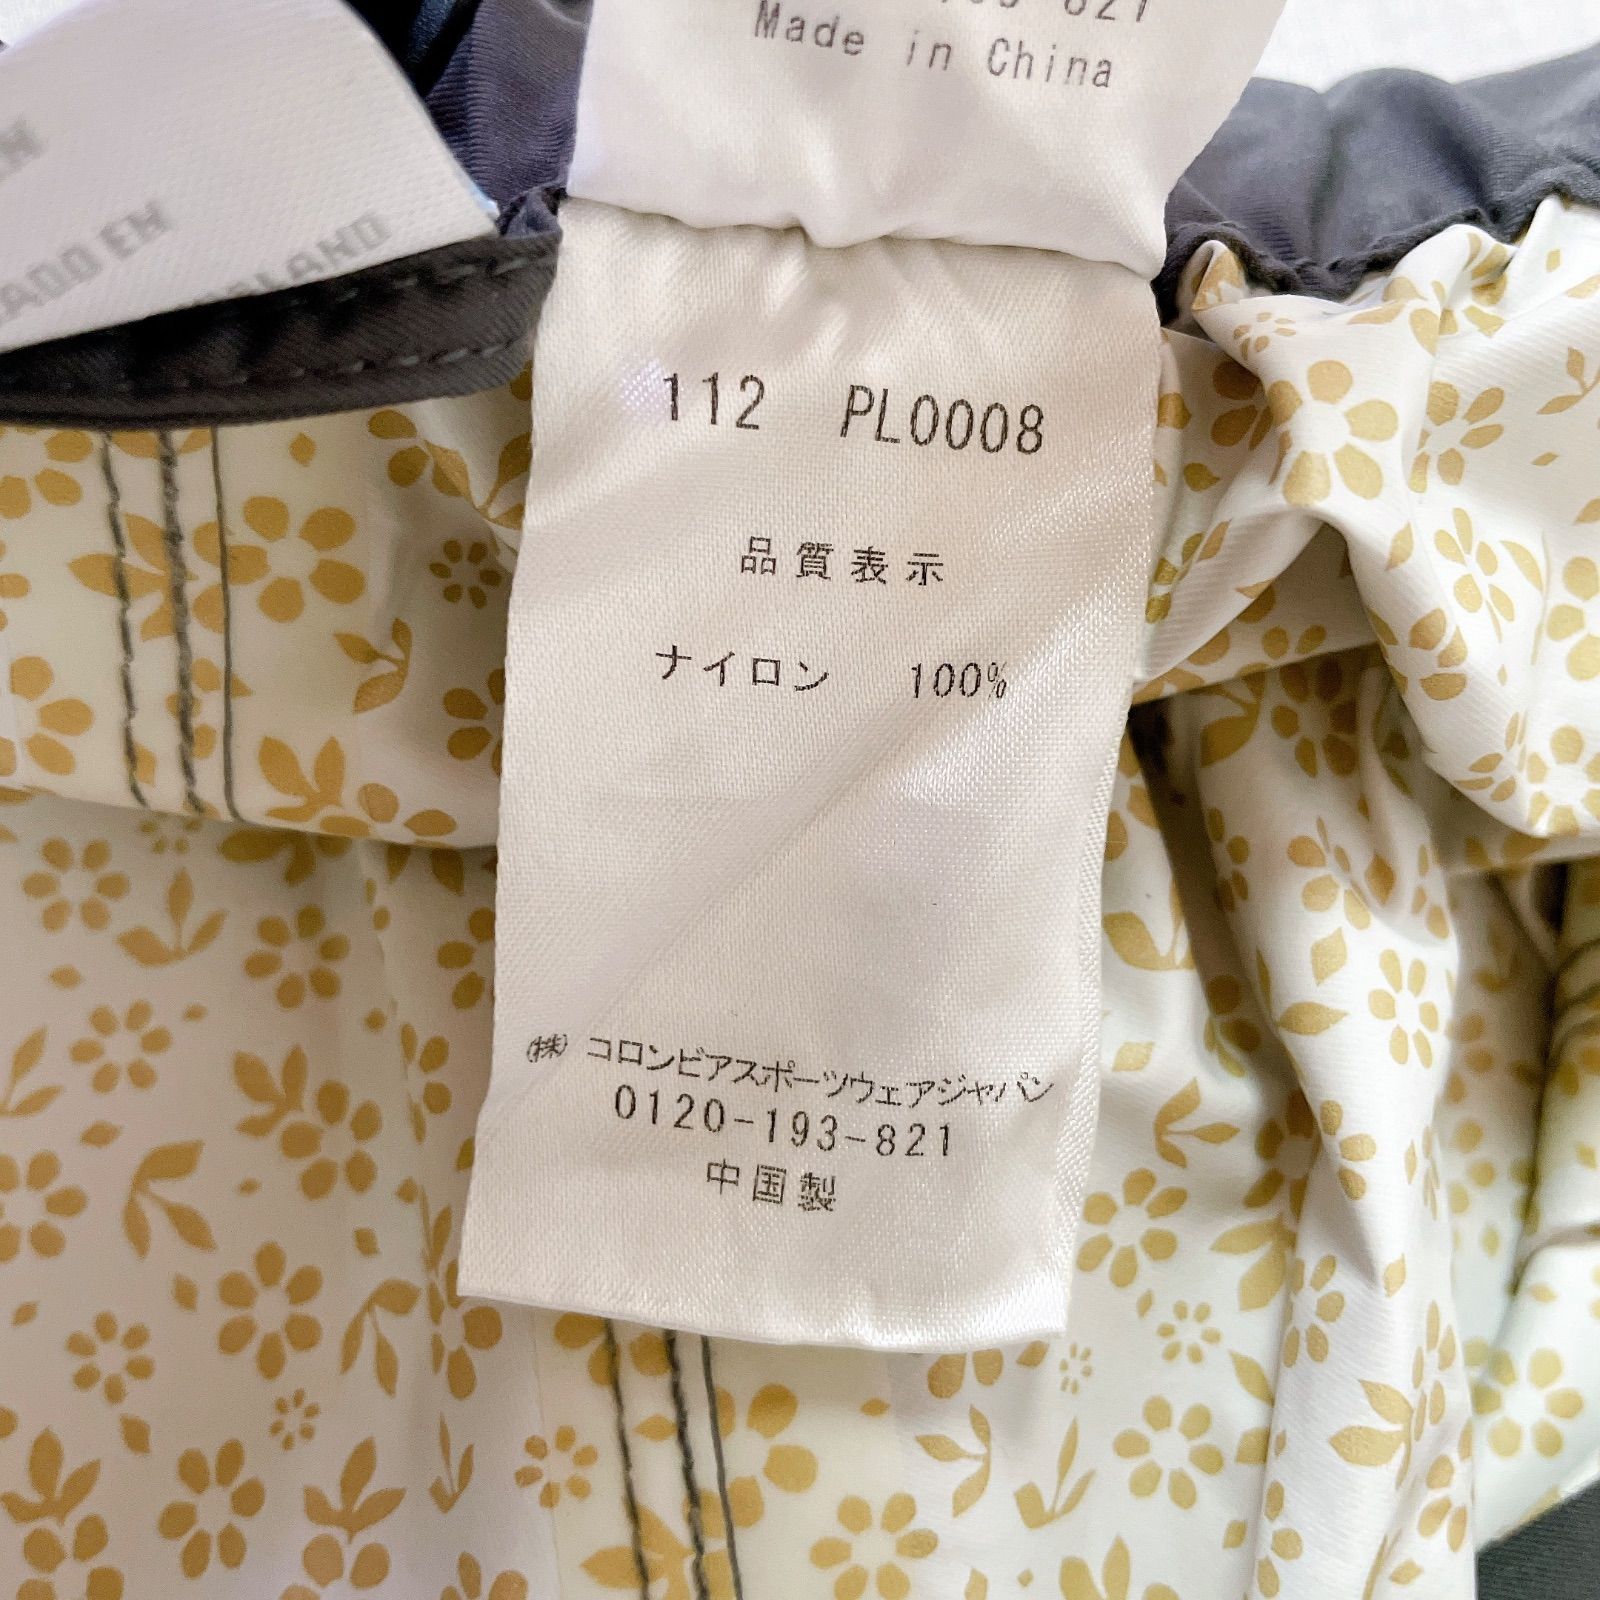 Made in China
112 PL0008
品質表示
ナイロン 100%
㈱ コロンビアスポーツウェアジャパン
0120-193-821
中国製